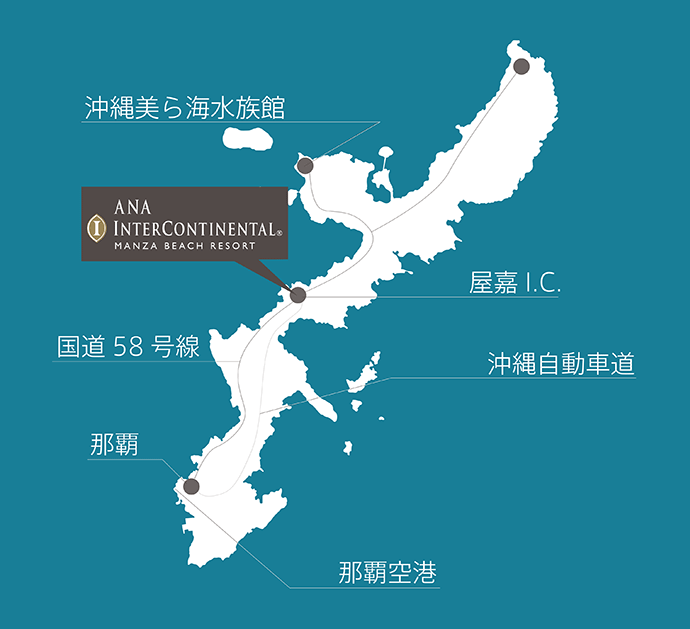 沖縄美ら海水族館
ANA
INTERCONTINENTAL®
MANZA BEACH RESORT
屋嘉 I.C.
国道 58 号線
沖縄自動車道
那覇
那覇空港